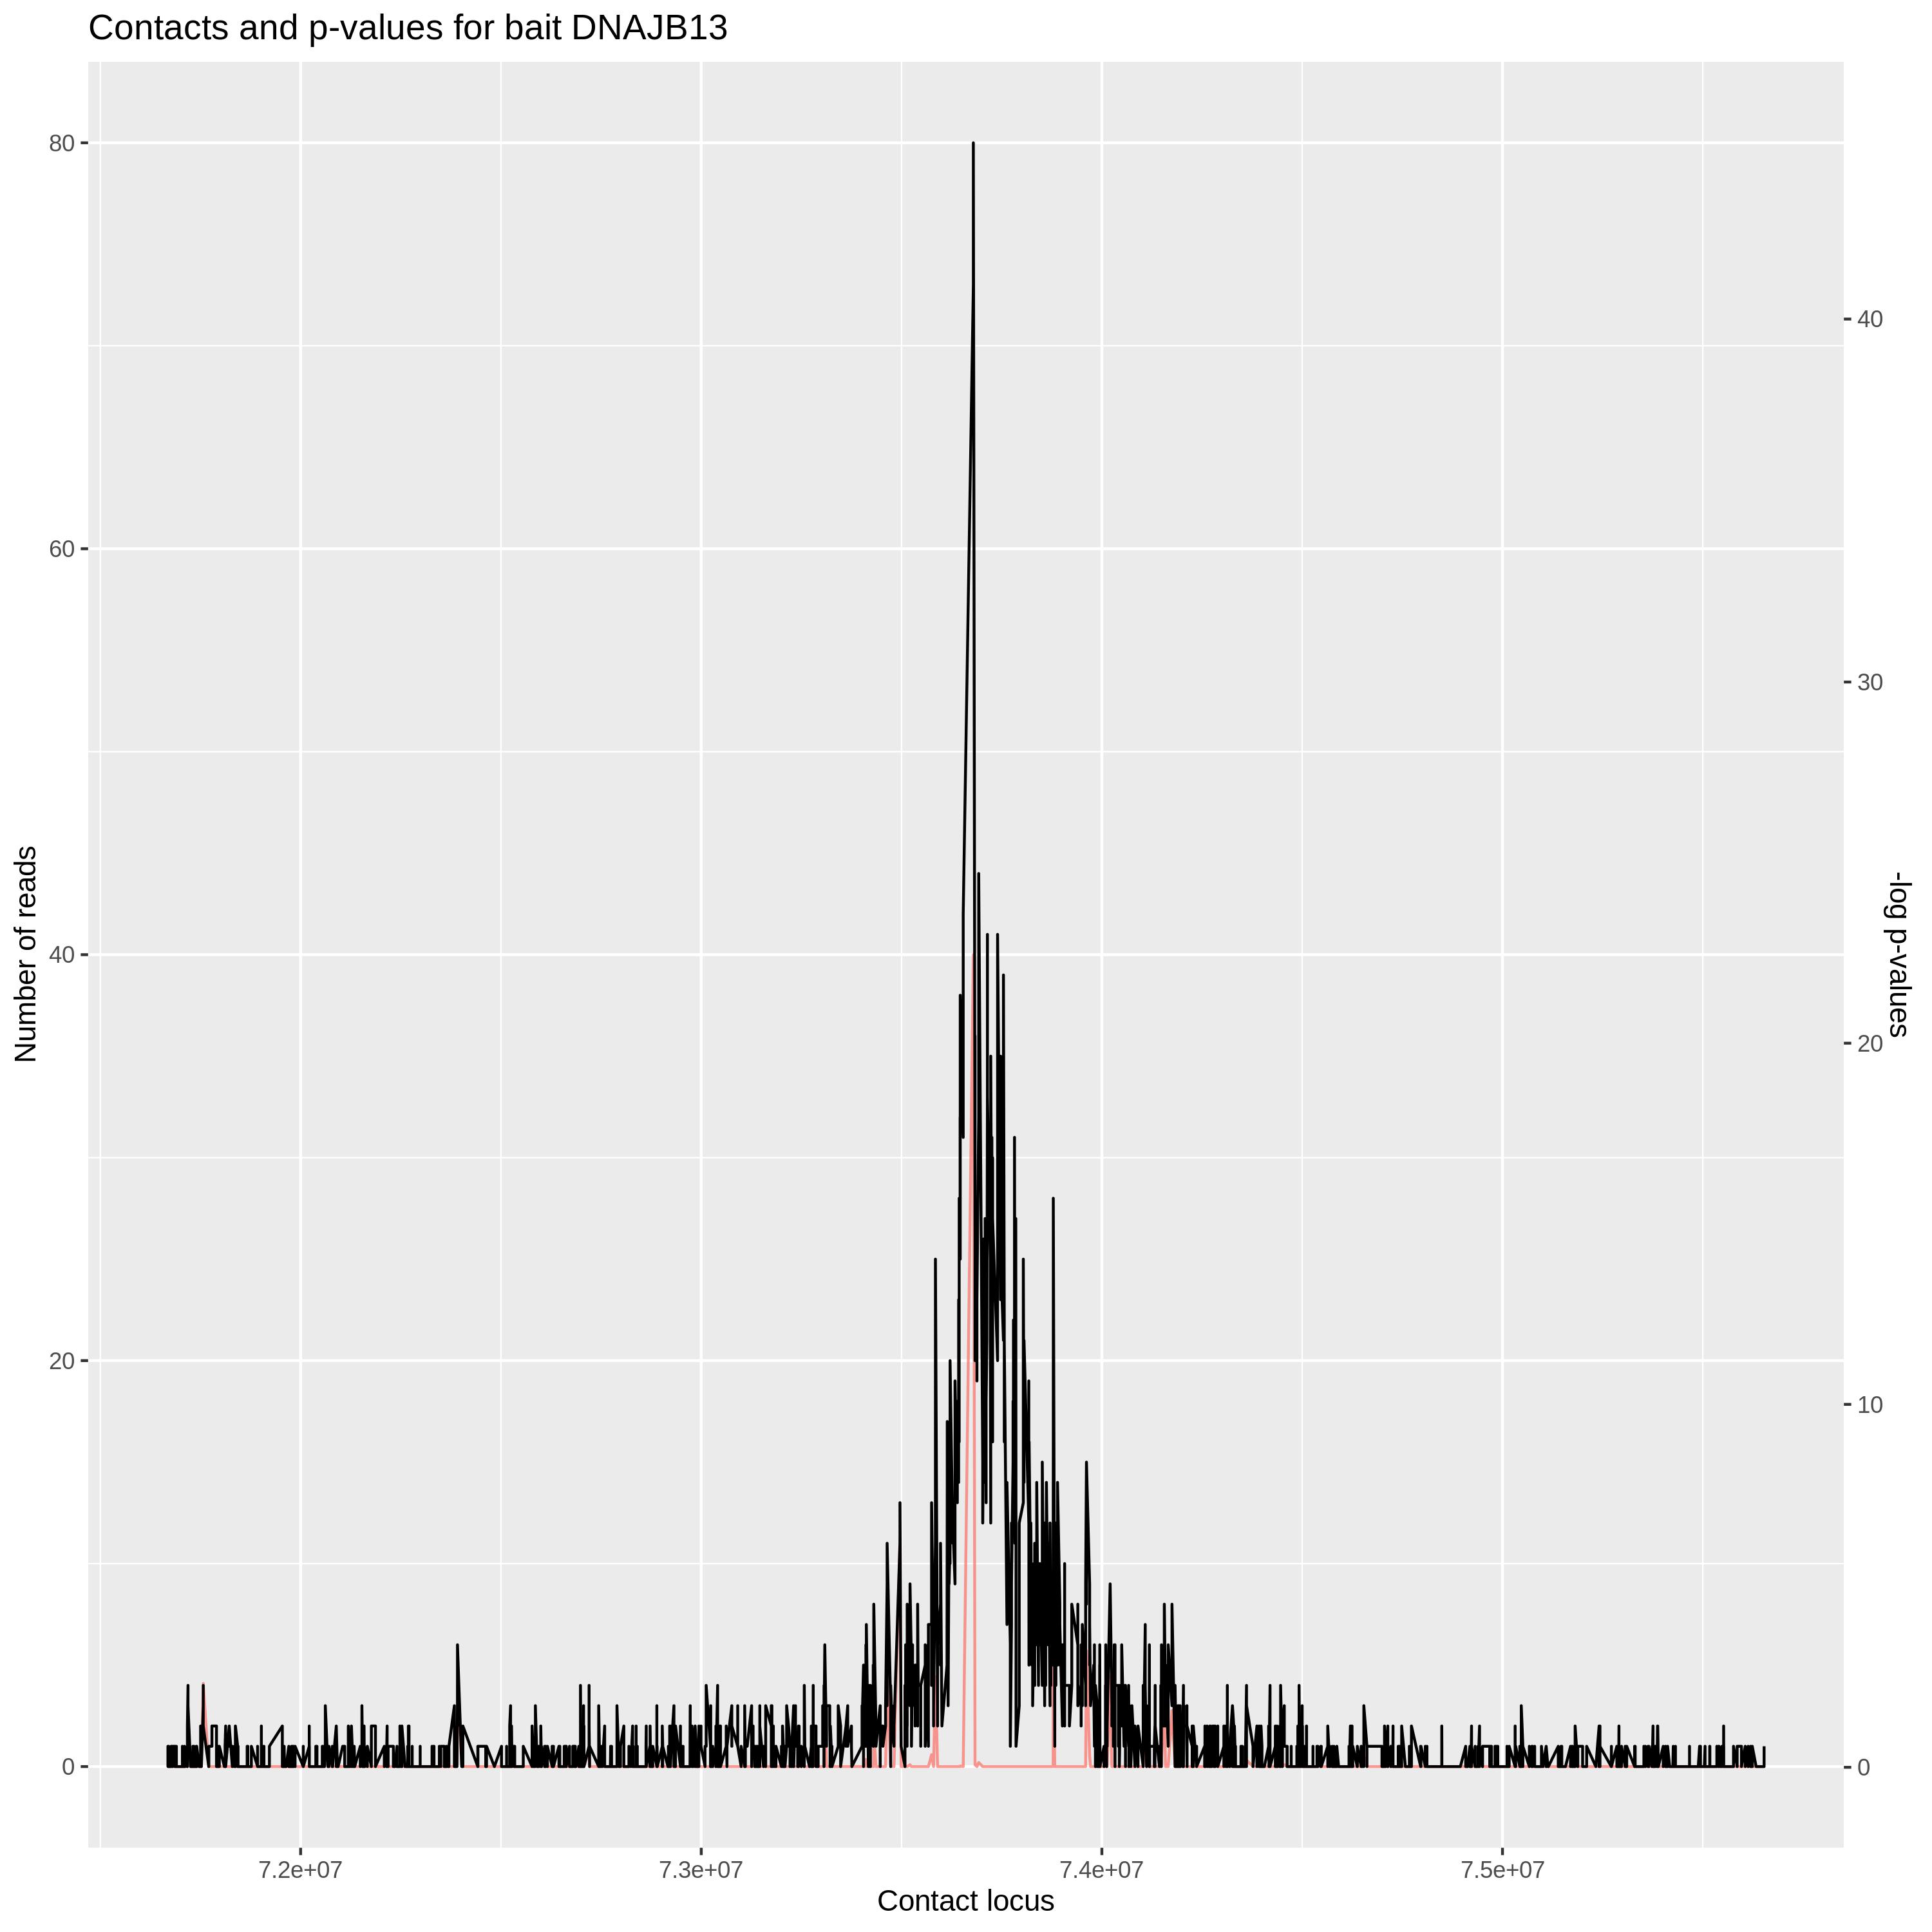 Contacts and p-values for bait DNAJB13
80
60
40
20
0
Number of reads
40
30
20
10
0
-log p-values
7.2e+07 7.3e+07 7.4e+07 7.5e+07
Contact locus